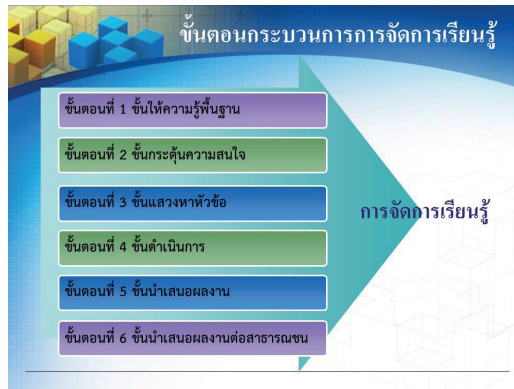 ขั้นตอนกระบวนการการจัดการเรียนรู้
ขั้นตอนที่ 1 ขั้นให้ความรู้พื้นฐาน
ขั้นตอนที่ 2 ขั้นกระตุ้นความสนใจ
ขั้นตอนที่ 3 ขั้นแสวงหาหัวข้อ
ขั้นตอนที่ 4 ขั้นดำเนินการ
ขั้นตอนที่ 5 ขั้นนำเสนอผลงาน
ขั้นตอนที่ 6 ขั้นนำเสนอผลงานต่อสาธารณชน
การจัดการเรียนรู้